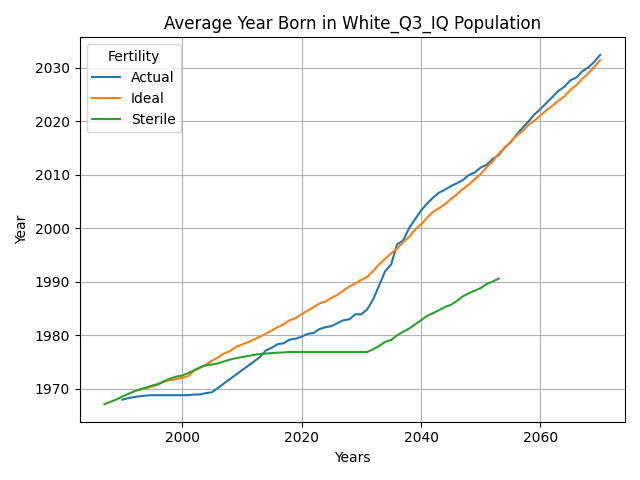 Average Year Born in White_Q3_IQ Population
Fertility
Actual
Ideal
Sterile
Year
2030
2020
2010
2000
1990
1980
1970
2000
2020
2040
2060
Years